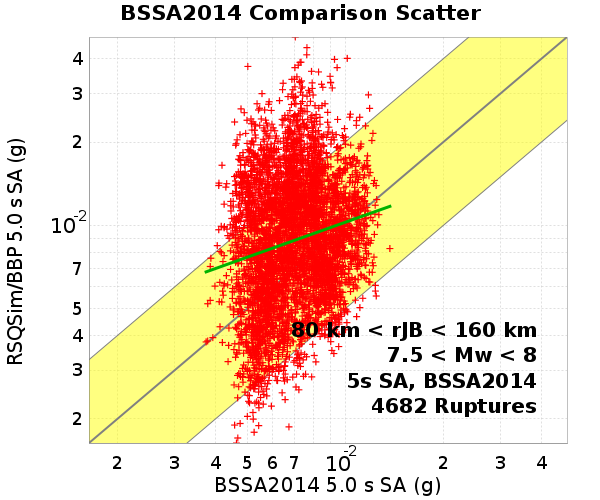 BSSA2014 Comparison Scatter
RSQSim/BBP 5.0 s SA (g)
4
3
2
10⁻²
7
5
4
3
2
80 km < rJB < 160 km
7.5 < Mw < 8
5s SA, BSSA2014
4682 Ruptures
2 3 4 5 6 7 10⁻² 2 3 4
BSSA2014 5.0 s SA (g)